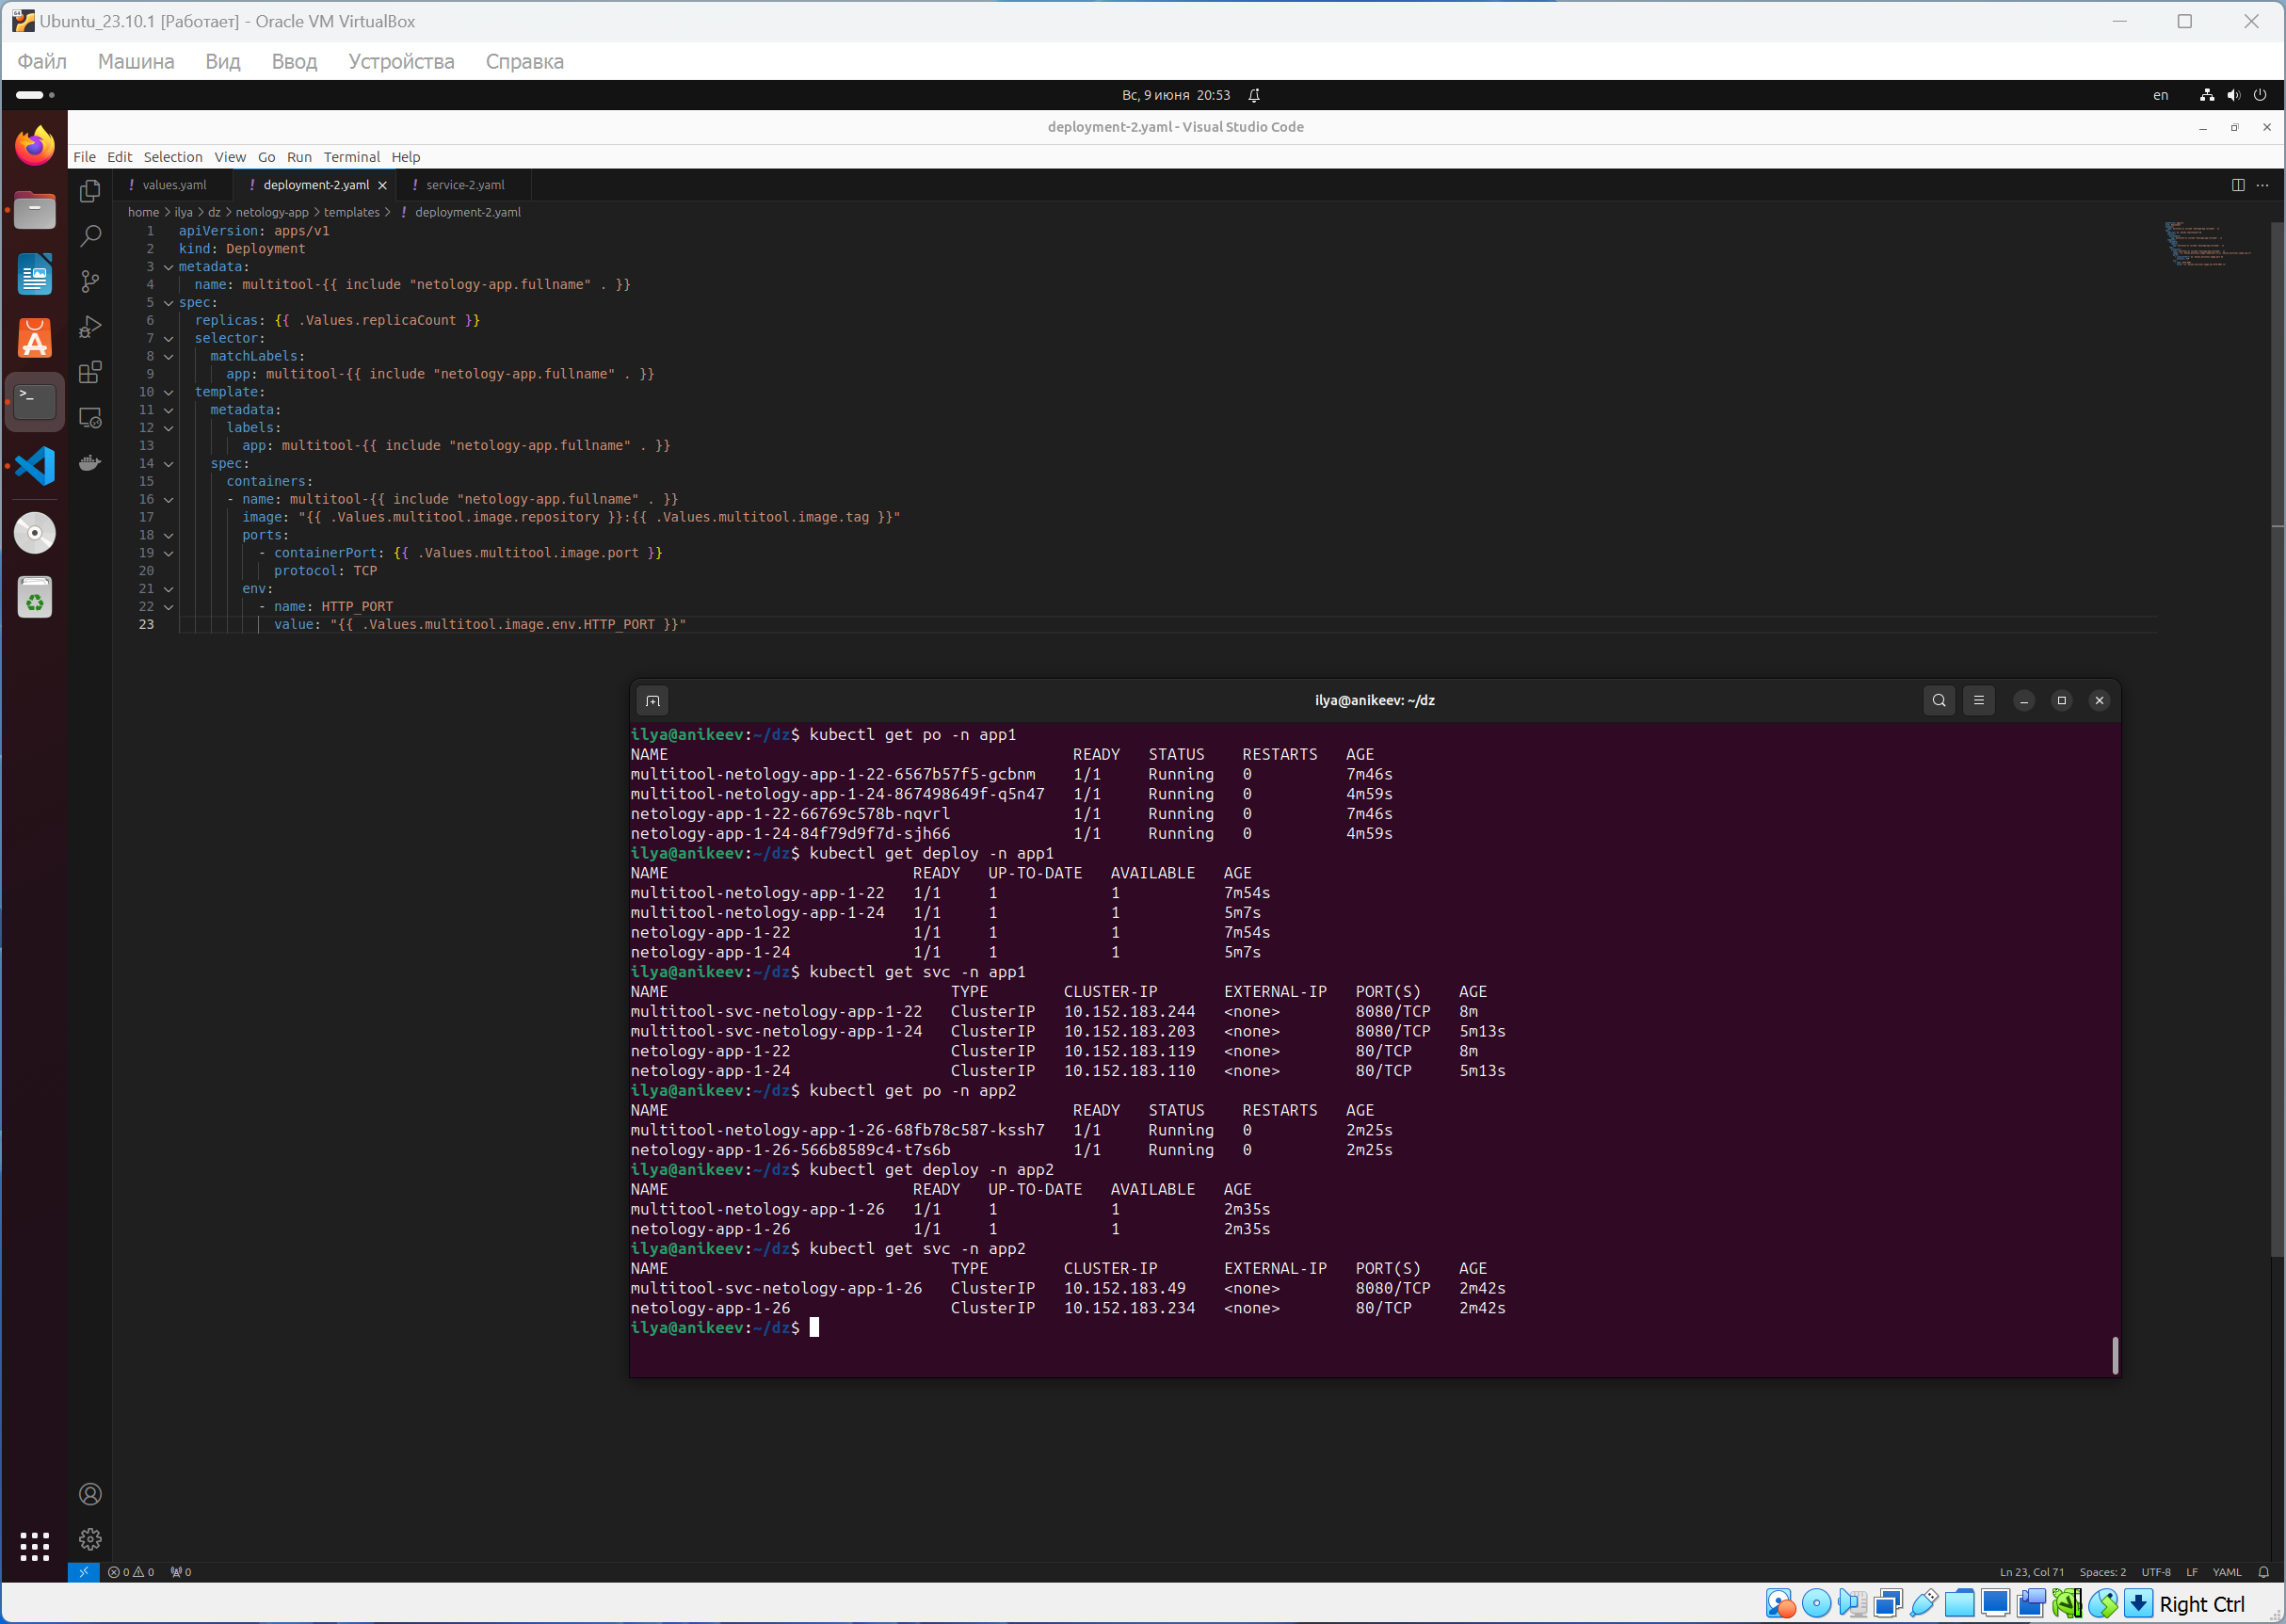 Ubuntu_23.10.1 [Работает] - Oracle VM VirtualBox
Файл Машина Вид Ввод Устройства Справка
Вс, 9 июня 20:53 en
deployment-2.yaml - Visual Studio Code
File Edit Selection View Go Run Terminal Help
! values.yaml ! deployment-2.yaml ! service-2.yaml
home > ilya > dz > netology-app > templates > ! deployment-2.yaml
1 apiVersion: apps/v1
2 kind: Deployment
3 metadata:
4 name: multitool-{{ include "netology-app.fullname" . }}
5 spec:
6 replicas: {{ .Values.replicaCount }}
7 selector:
8 matchLabels:
9 app: multitool-{{ include "netology-app.fullname" . }}
10 template:
11 metadata:
12 labels:
13 app: multitool-{{ include "netology-app.fullname" . }}
14 spec:
15 containers:
16 - name: multitool-{{ include "netology-app.fullname" . }}
17 image: "{{ .Values.multitool.image.repository }}:{{ .Values.multitool.image.tag }}"
18 ports:
19 - containerPort: {{ .Values.multitool.image.port }}
20 protocol: TCP
21 env:
22 - name: HTTP_PORT
23 value: "{{ .Values.multitool.image.env.HTTP_PORT }}"
ilya@anikeev: ~/dz
ilya@anikeev:~/dz$ kubectl get po -n app1
NAME READY STATUS RESTARTS AGE
multitool-netology-app-1-22-6567b57f5-gcbnm 1/1 Running 0 7m46s
multitool-netology-app-1-24-867498649f-q5n47 1/1 Running 0 4m59s
netology-app-1-22-66769c578b-nqvrl 1/1 Running 0 7m46s
netology-app-1-24-84f79d9f7d-sjh66 1/1 Running 0 4m59s
ilya@anikeev:~/dz$ kubectl get deploy -n app1
NAME READY UP-TO-DATE AVAILABLE AGE
multitool-netology-app-1-22 1/1 1 1 7m54s
multitool-netology-app-1-24 1/1 1 1 5m7s
netology-app-1-22 1/1 1 1 7m54s
netology-app-1-24 1/1 1 1 5m7s
ilya@anikeev:~/dz$ kubectl get svc -n app1
NAME TYPE CLUSTER-IP EXTERNAL-IP PORT(S) AGE
multitool-svc-netology-app-1-22 ClusterIP 10.152.183.244 <none> 8080/TCP 8m
multitool-svc-netology-app-1-24 ClusterIP 10.152.183.203 <none> 8080/TCP 5m13s
netology-app-1-22 ClusterIP 10.152.183.119 <none> 80/TCP 8m
netology-app-1-24 ClusterIP 10.152.183.110 <none> 80/TCP 5m13s
ilya@anikeev:~/dz$ kubectl get po -n app2
NAME READY STATUS RESTARTS AGE
multitool-netology-app-1-26-68fb78c587-kssh7 1/1 Running 0 2m25s
netology-app-1-26-566b8589c4-t7s6b 1/1 Running 0 2m25s
ilya@anikeev:~/dz$ kubectl get deploy -n app2
NAME READY UP-TO-DATE AVAILABLE AGE
multitool-netology-app-1-26 1/1 1 1 2m35s
netology-app-1-26 1/1 1 1 2m35s
ilya@anikeev:~/dz$ kubectl get svc -n app2
NAME TYPE CLUSTER-IP EXTERNAL-IP PORT(S) AGE
multitool-svc-netology-app-1-26 ClusterIP 10.152.183.49 <none> 8080/TCP 2m42s
netology-app-1-26 ClusterIP 10.152.183.234 <none> 80/TCP 2m42s
ilya@anikeev:~/dz$
0 0 0 Ln 23, Col 71 Spaces: 2 UTF-8 LF YAML
Right Ctrl